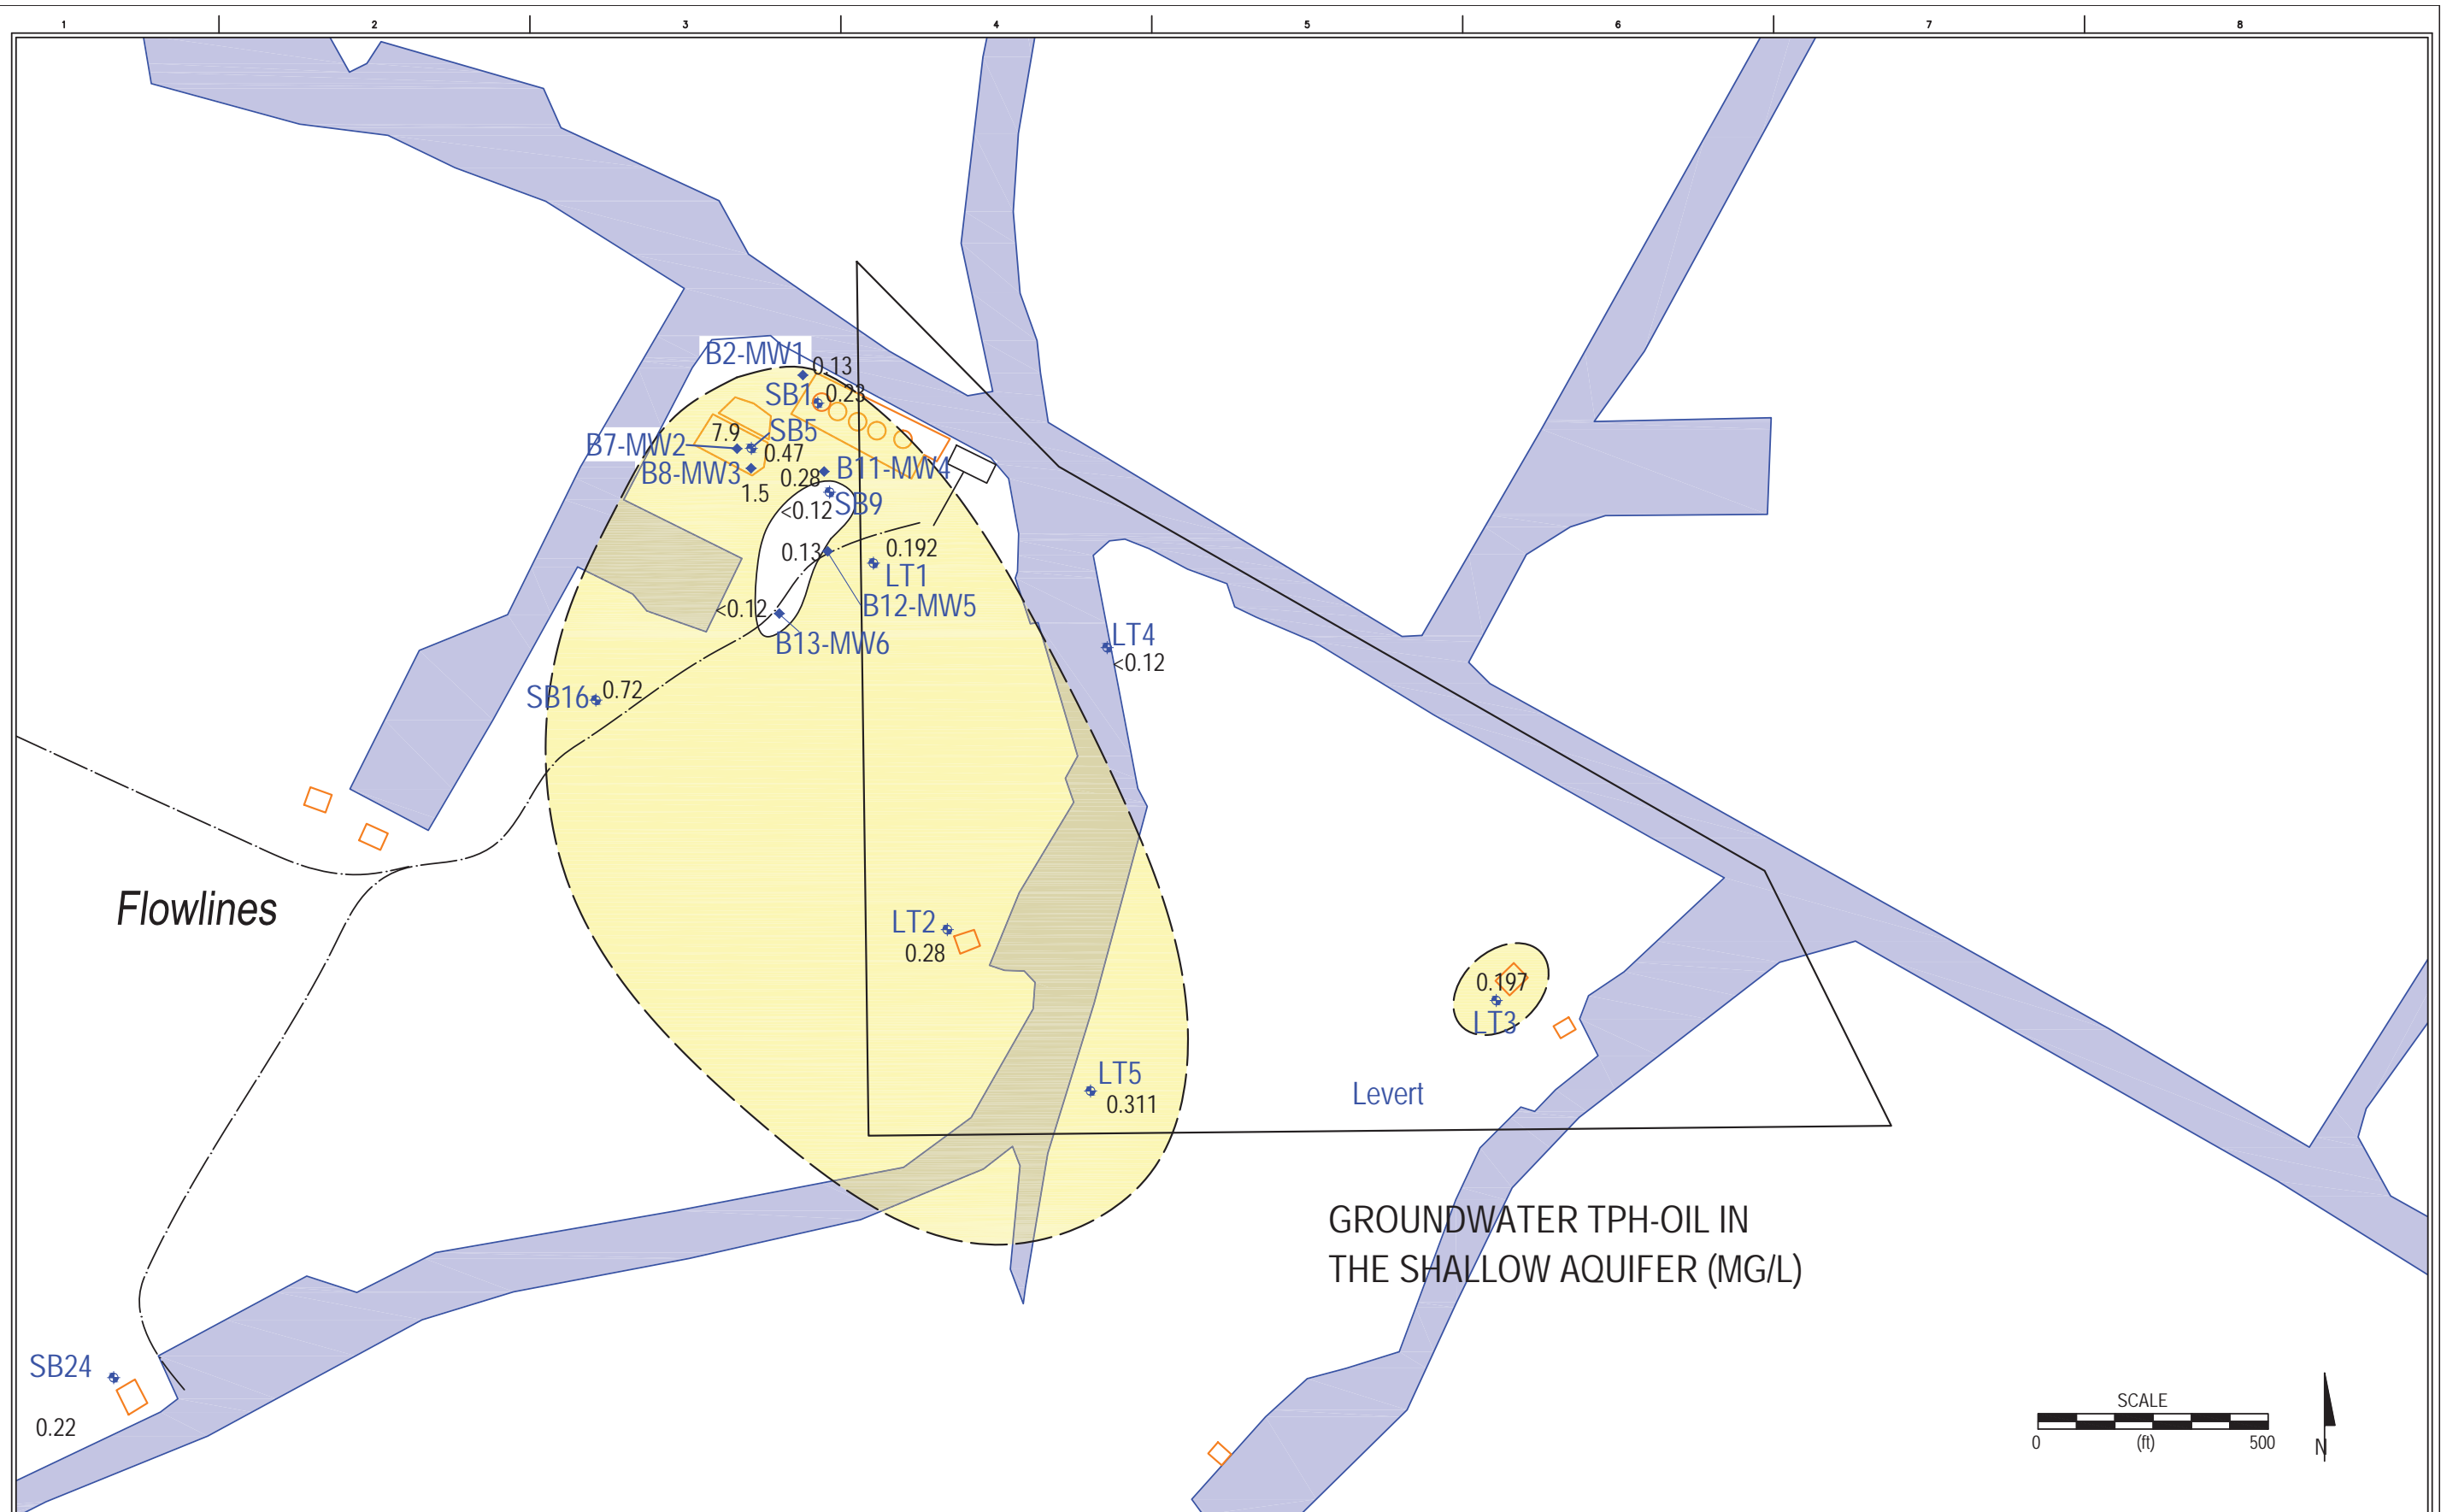 1 2 3 4 5 6 7 8
B2-MW1
0.13
SB1
0.23
SB5
7.9
B7-MW2
0.47
B11-MW4
B8-MW3
0.28
1.5
SB9
<0.12
0.13
0.192
LT1
B12-MW5
<0.12
B13-MW6
LT4
<0.12
SB16
0.72
Flowlines
LT2
0.28
0.197
LT3
LT5
0.311
Levert
GROUNDWATER TPH-OIL IN
THE SHALLOW AQUIFER (MG/L)
SB24
0.22
SCALE
0 (ft) 500
N